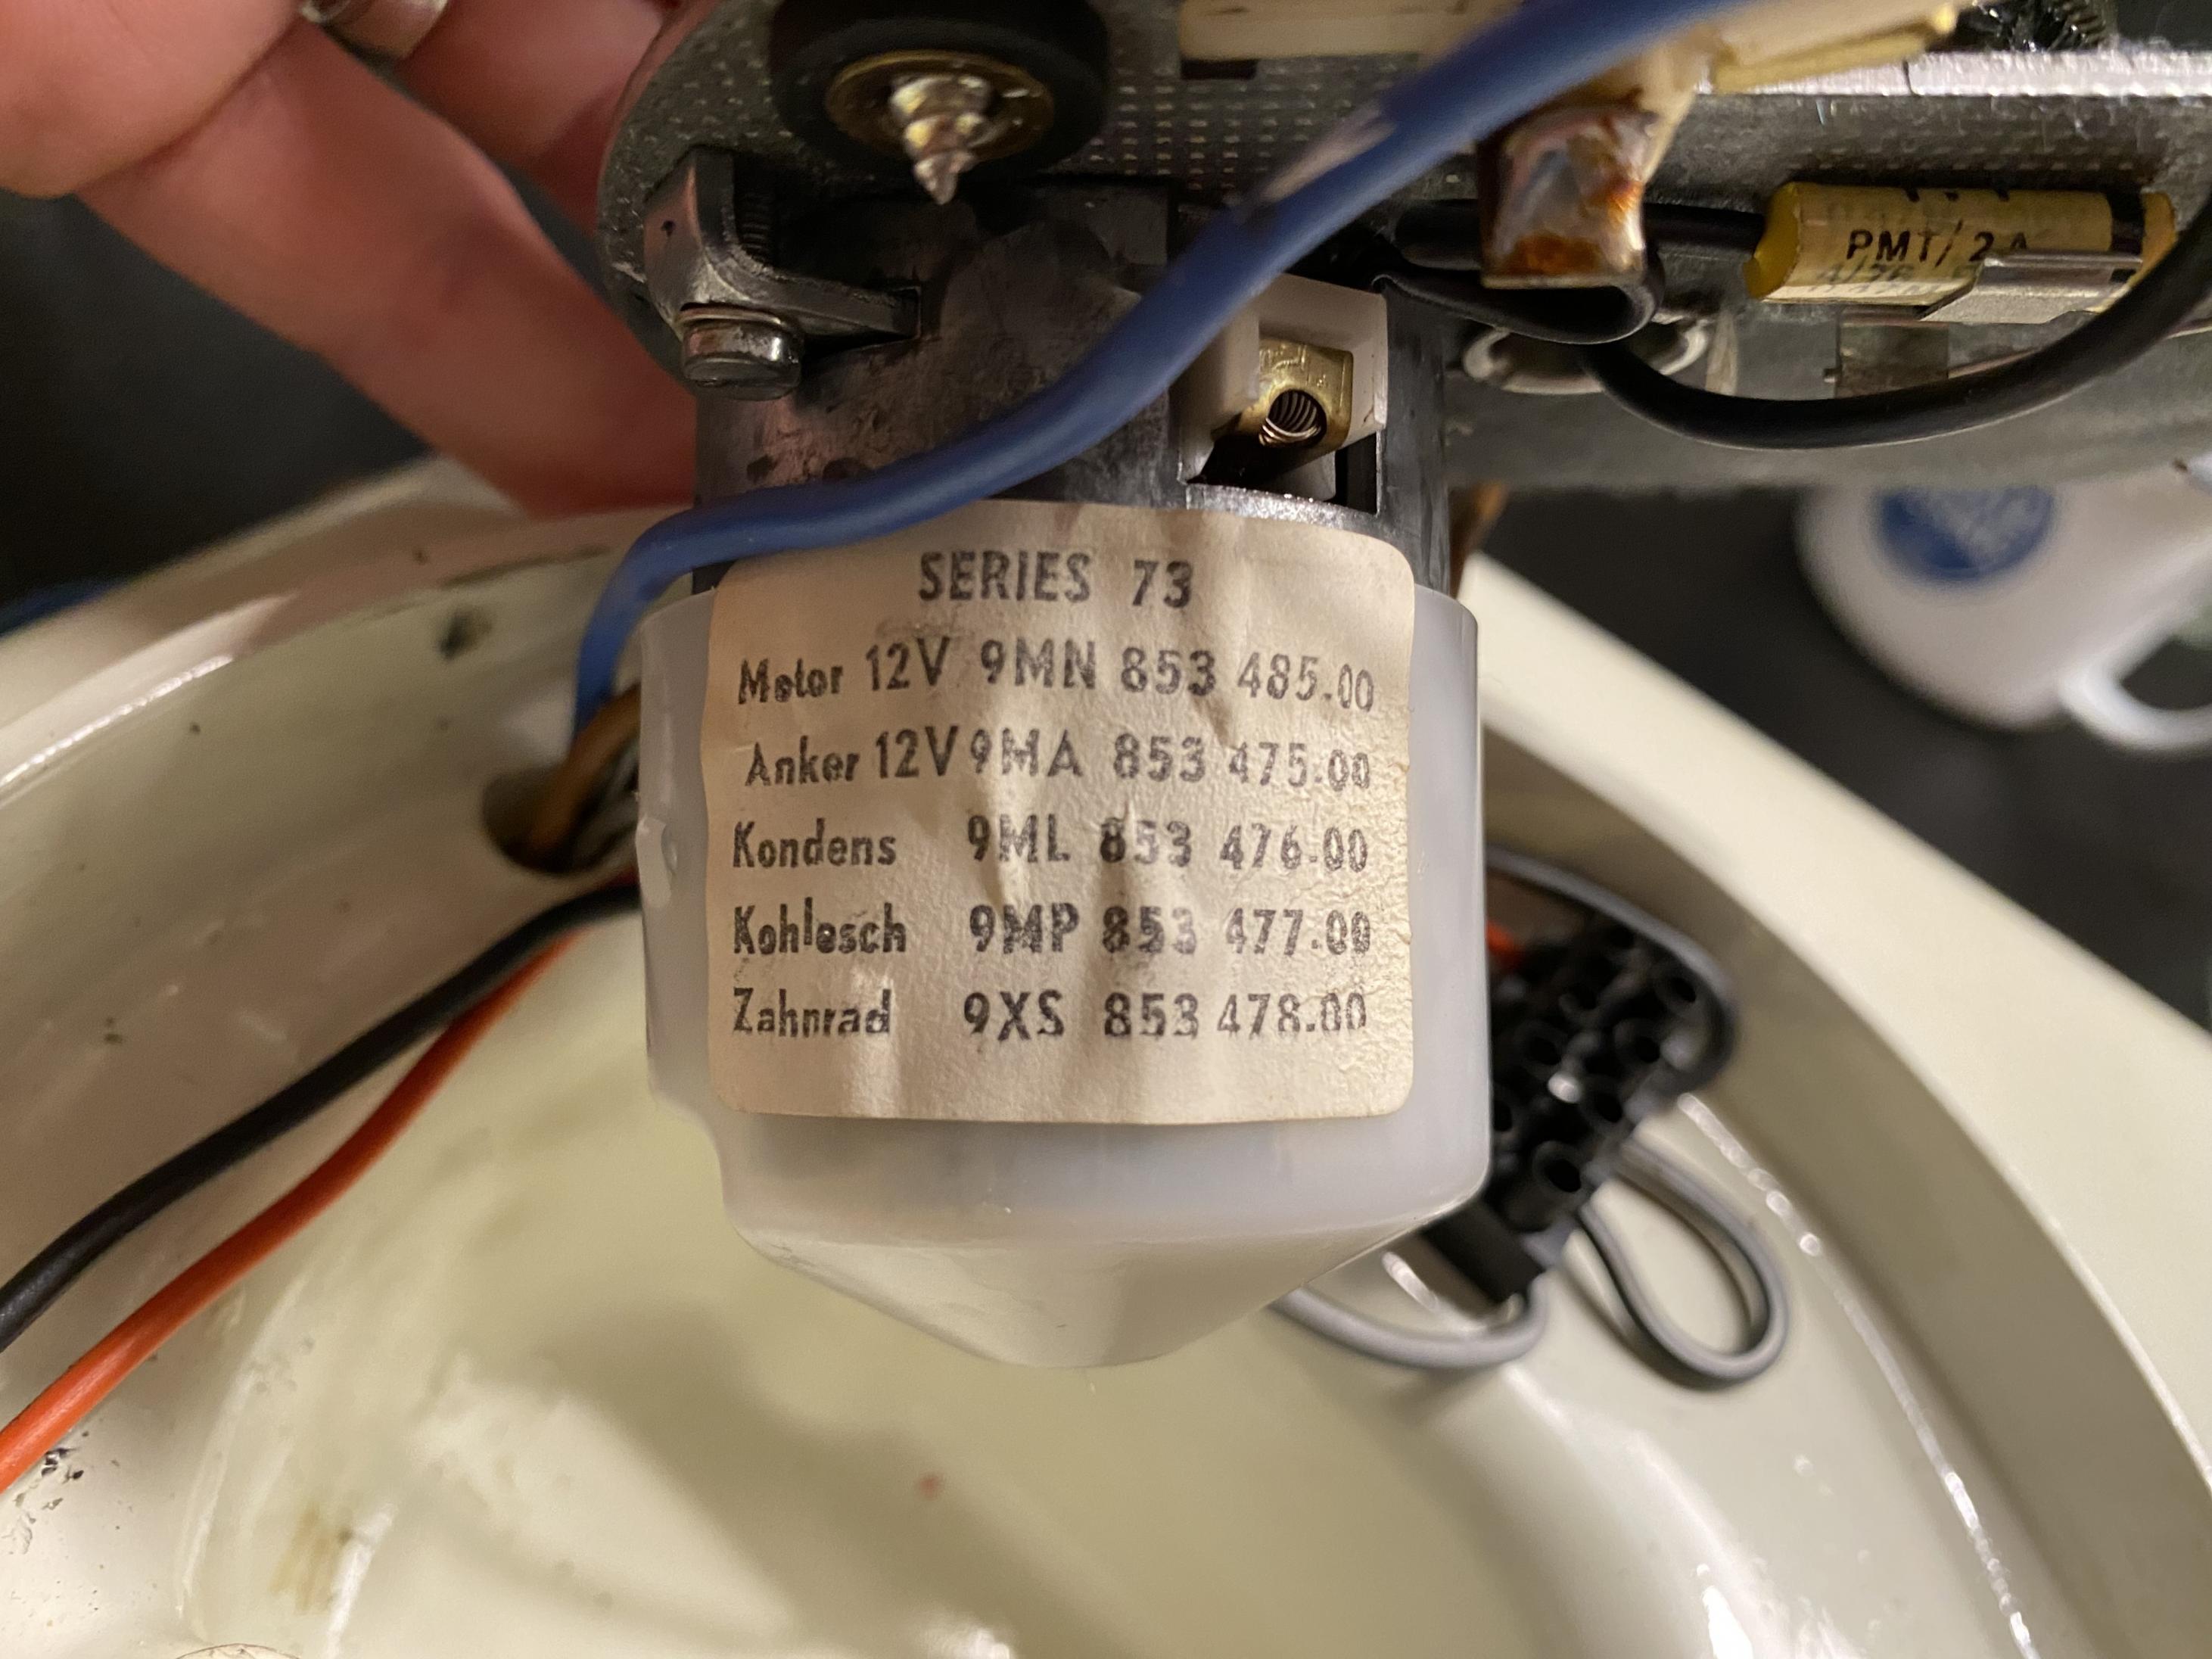 PMT/2A
SERIES 73
Motor 12V 9MN 853 485.00
Anker 12V 9MA 853 475.00
Kondens 9ML 853 476.00
Kohlesch 9MP 853 477.00
Zahnrad 9XS 853 478.00